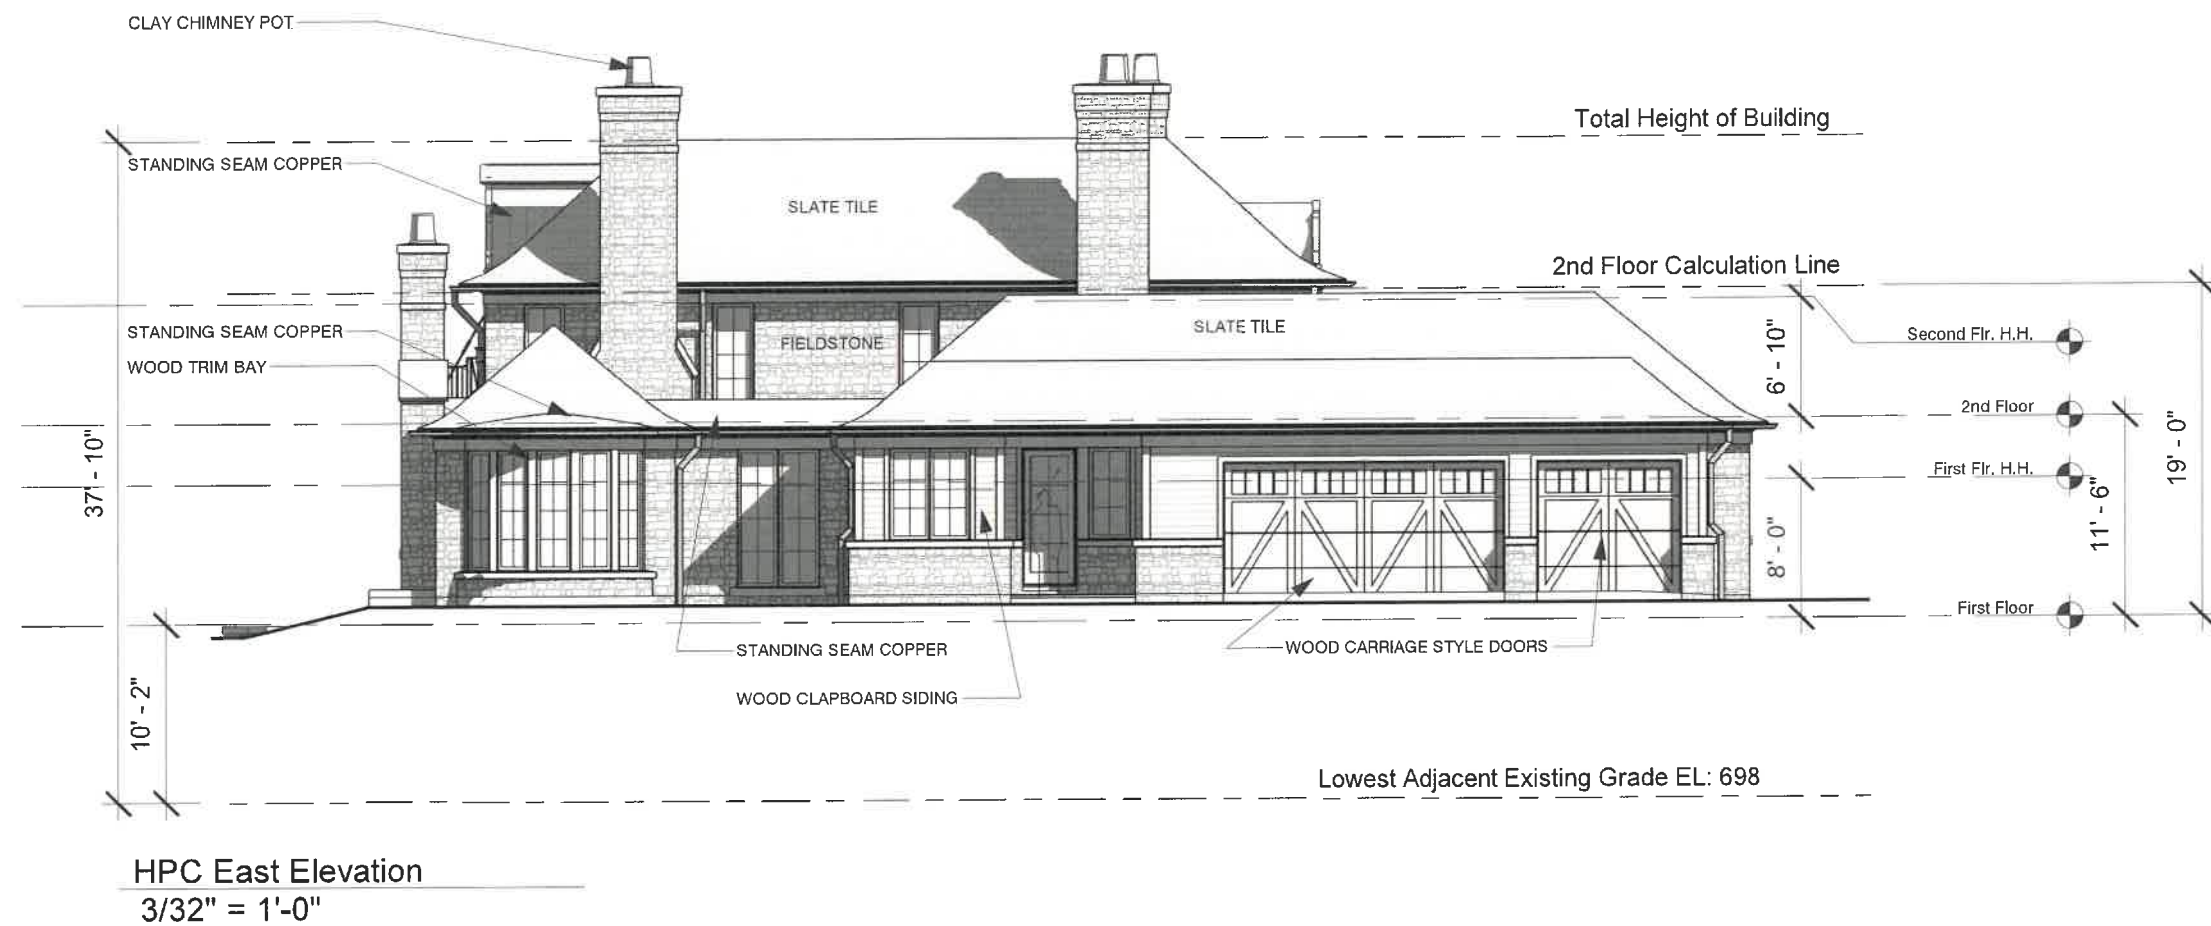 CLAY CHIMNEY POT
Total Height of Building
STANDING SEAM COPPER
SLATE TILE
2nd Floor Calculation Line
STANDING SEAM COPPER
SLATE TILE
Second Flr. H.H.
FIELDSTONE
WOOD TRIM BAY
6' - 10"
2nd Floor
37' - 10"
19' - 0"
First Flr. H.H.
11' - 6"
8' - 0"
First Floor
STANDING SEAM COPPER
WOOD CARRIAGE STYLE DOORS
WOOD CLAPBOARD SIDING
10' - 2"
Lowest Adjacent Existing Grade EL: 698
HPC East Elevation
3/32" = 1'-0"